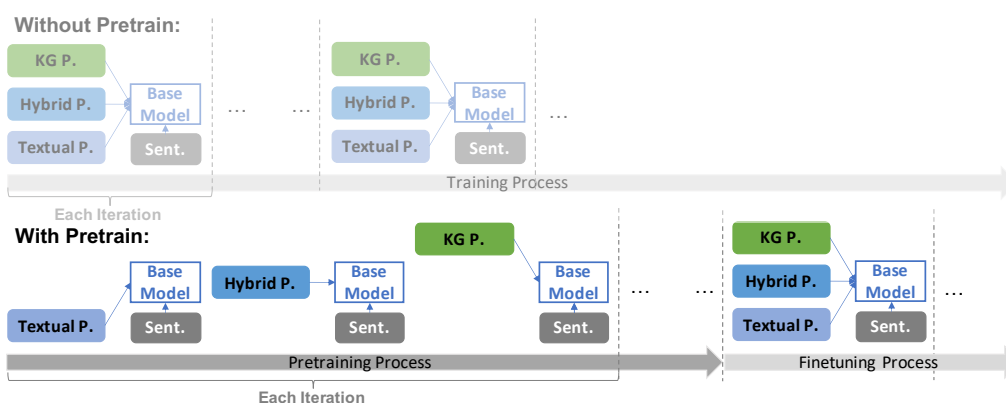 Without Pretrain:
KG P.
KG P.
Hybrid P.
Base Model
...
...
Hybrid P.
Base Model
...
Textual P.
Sent.
Textual P.
Sent.
Training Process
Each Iteration
With Pretrain:
KG P.
KG P.
Textual P.
Base Model
Sent.
Hybrid P.
Base Model
Sent.
Base Model
Sent.
...
...
Hybrid P.
Base Model
...
Textual P.
Sent.
Pretraining Process
Finetuning Process
Each Iteration